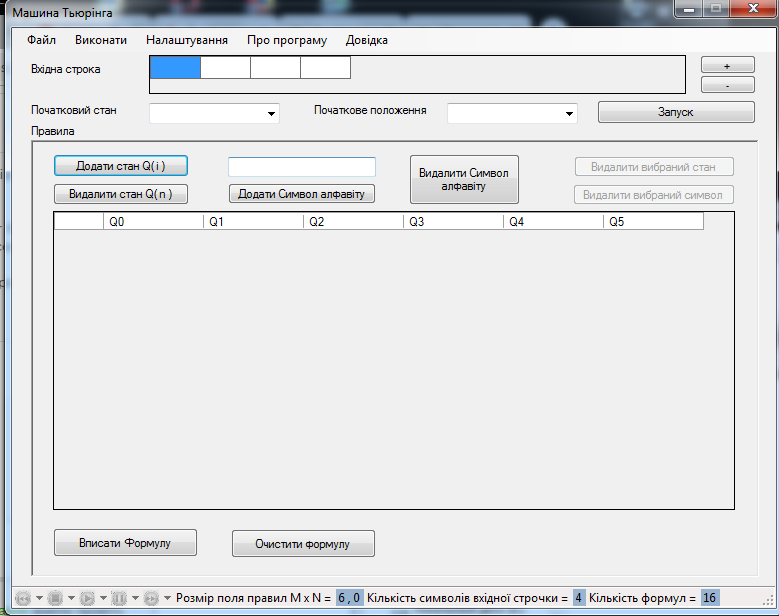 Машина Тьюрінга
Файл Виконати Налаштування Про програму Довідка
Вхідна строка
+
-
Початковий стан
Початкове положення
Запуск
Правила
Додати стан Q( i )
Видалити Символ алфавіту
Видалити вибраний стан
Видалити стан Q( n )
Додати Символ алфавіту
Видалити вибраний символ
Q0 Q1 Q2 Q3 Q4 Q5
Вписати Формулу
Очистити формулу
Розмір поля правил M x N = 6 , 0 Кількість символів вхідної строчки = 4 Кількість формул = 16